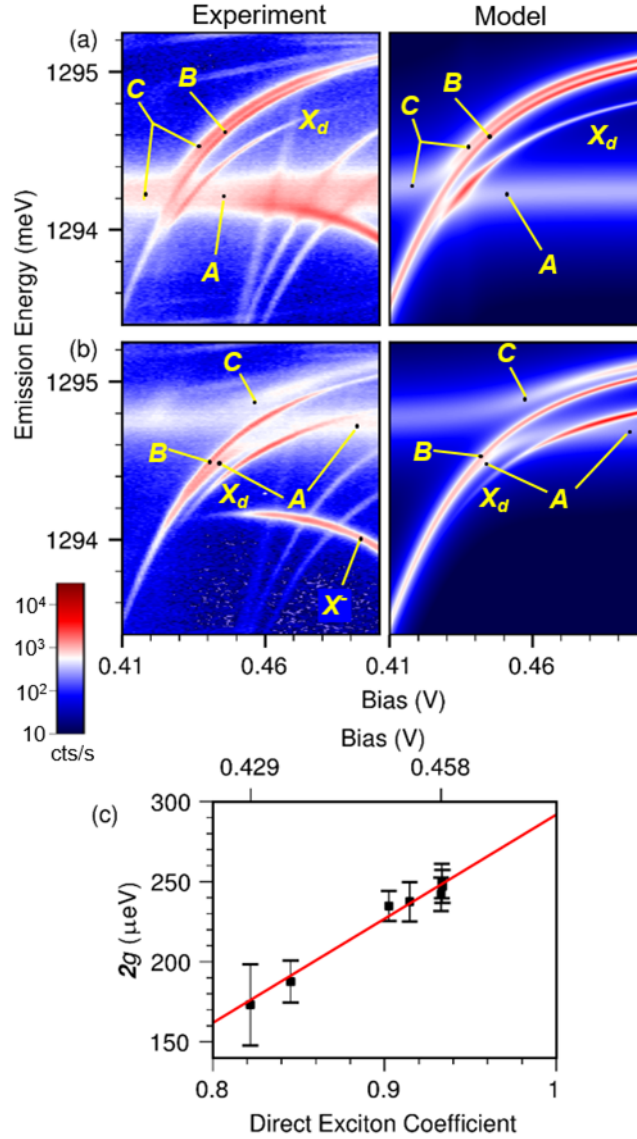 Experiment Model
(a)
1295
1294
C
B
X_d
A
C
B
X_d
A
Emission Energy (meV)
(b)
1295
1294
C
B
X_d
A
X⁻
C
B
X_d
A
0.41 0.46 0.41 0.46
Bias (V)
10⁴
10³
10²
10
cts/s
Bias (V)
0.429 0.458
(c)
300
250
200
150
2g (μeV)
0.8 0.9 1
Direct Exciton Coefficient